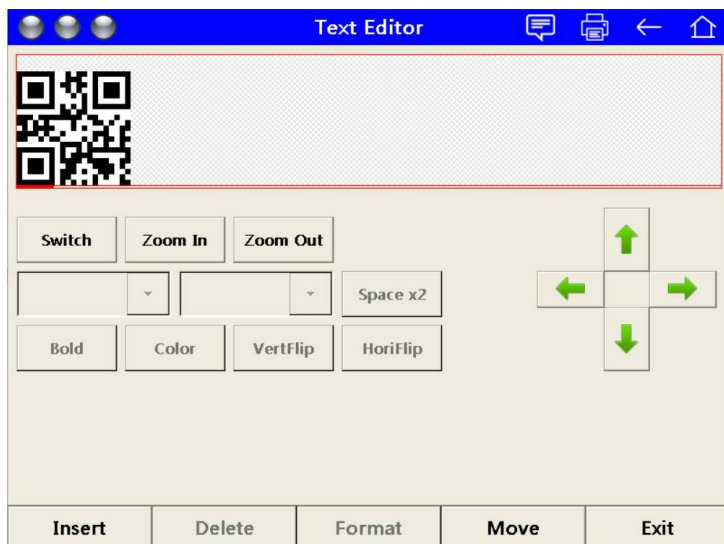 Text Editor
Switch Zoom In Zoom Out
Space x2
Bold Color VertFlip HoriFlip
Insert Delete Format Move Exit